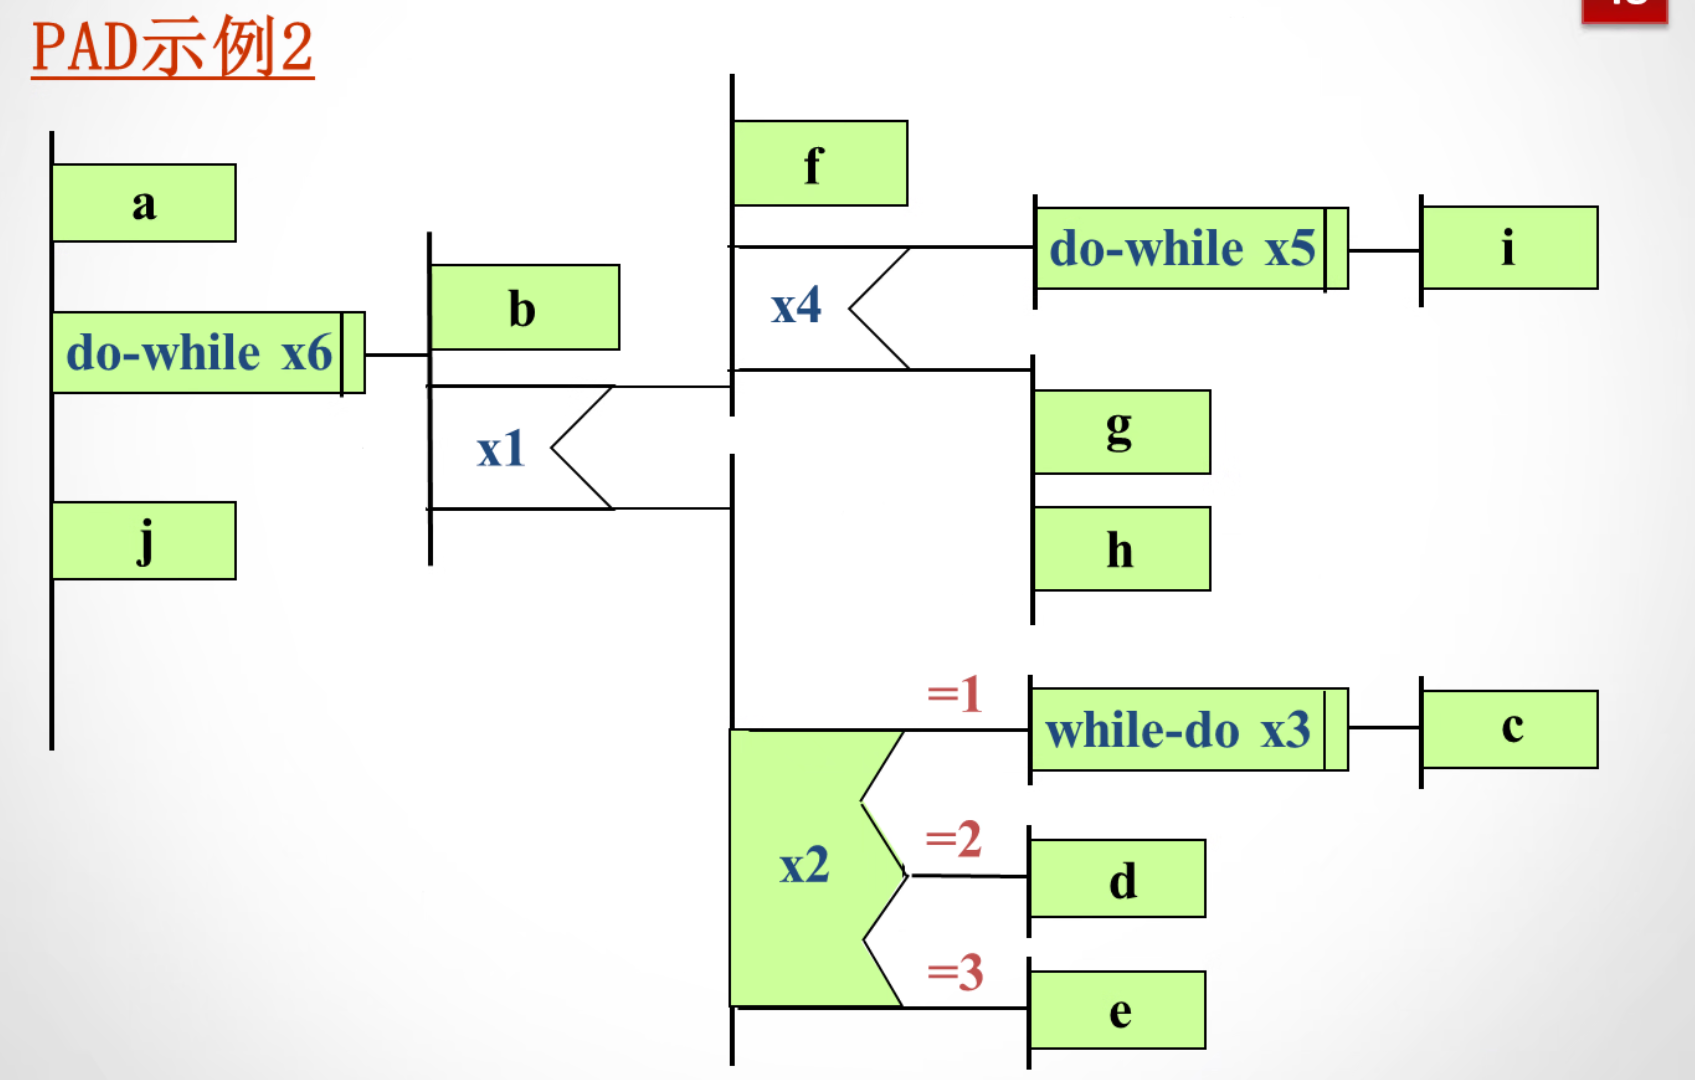 PAD示例2
f
a
do-while x5
i
b
x4
do-while x6
g
x1
j
h
=1
while-do x3
c
=2
x2
d
=3
e